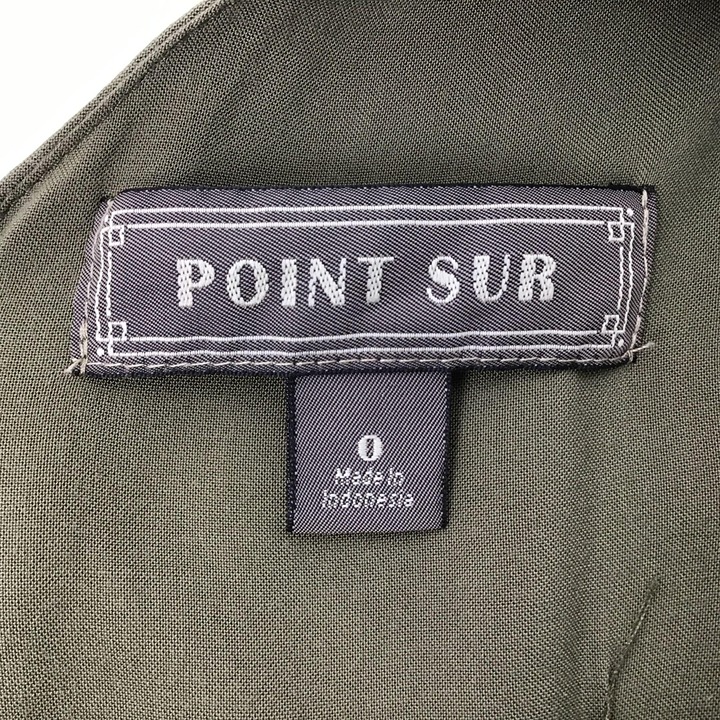 POINT SUR
0
Made in
Indonesia